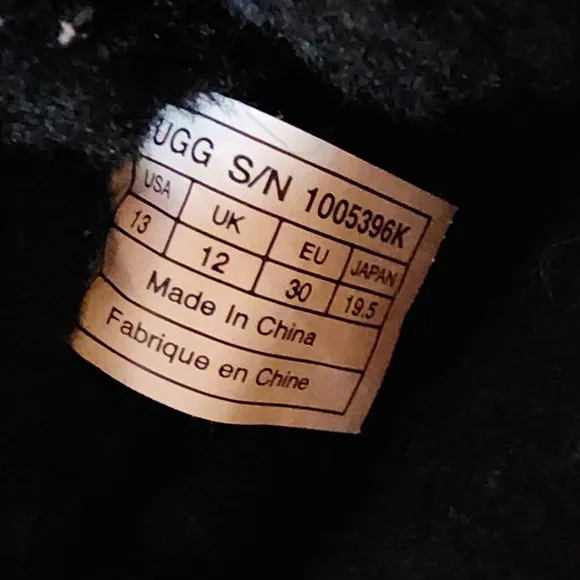 UGG S/N 1005396K
USA UK EU JAPAN
13 12 30 19.5
Made In China
Fabrique en Chine